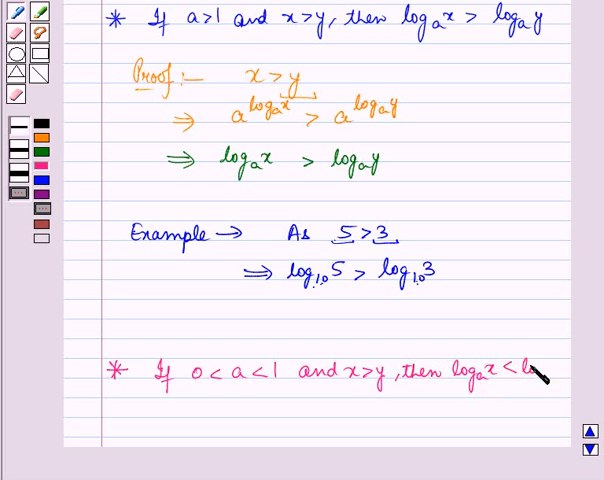 * If a>1 and x>y, then logₐx > logₐy
Proof :- x>y
⇒ a^(logₐx) > a^(logₐy)
⇒ logₐx > logₐy
Example → As 5>3
⇒ log₁₀5 > log₁₀3
* If 0<a<1 and x>y, then logₐx < lo